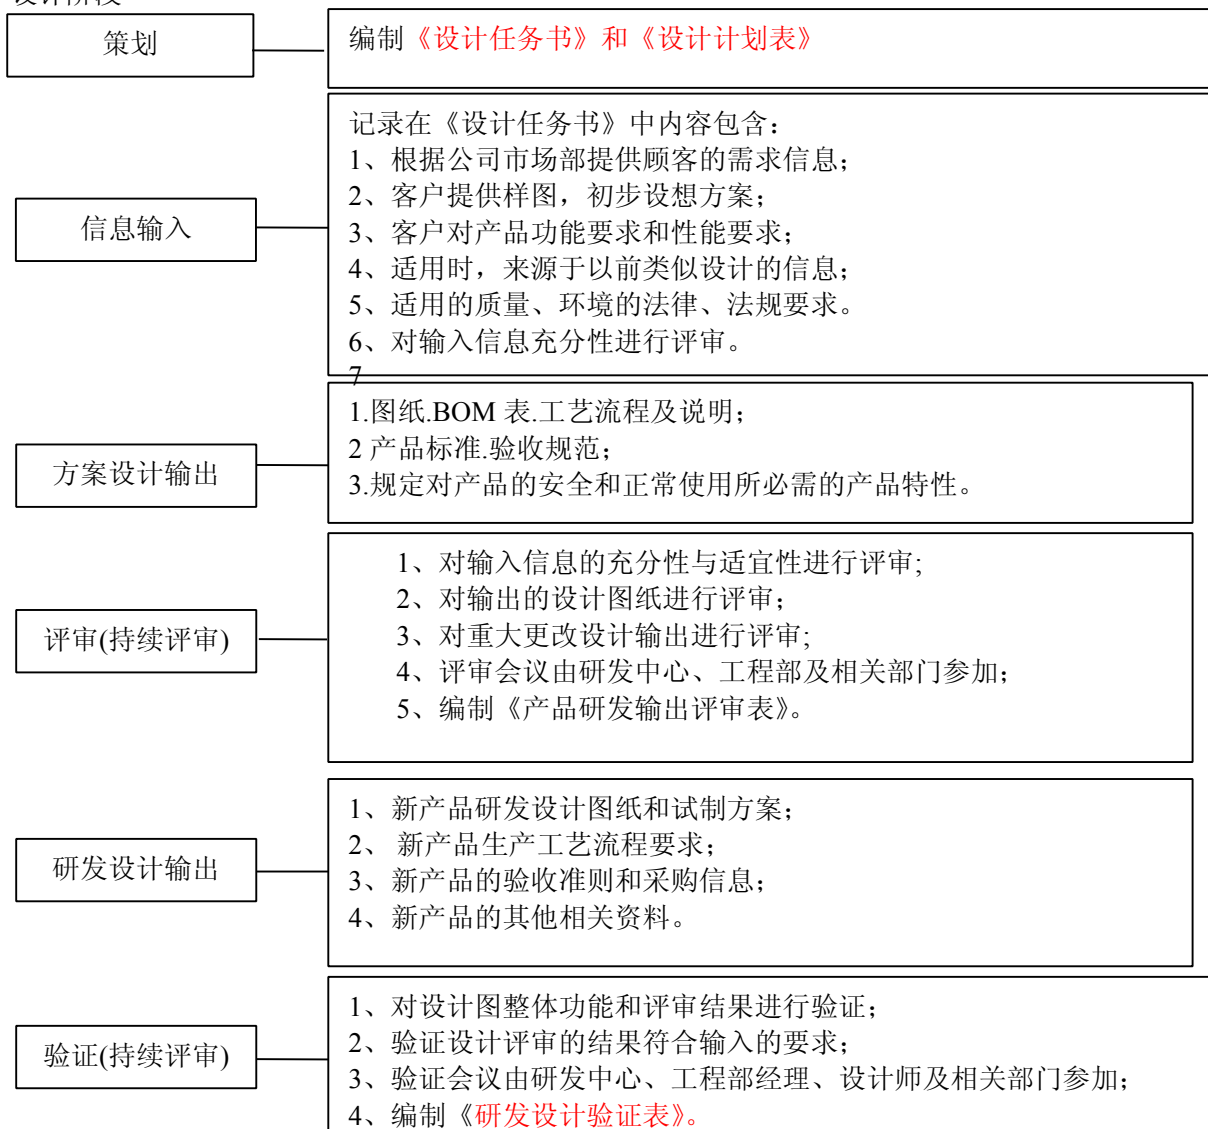 设计阶段
策划
编制《设计任务书》和《设计计划表》
信息输入
记录在《设计任务书》中内容包含：
1、根据公司市场部提供顾客的需求信息；
2、客户提供样图，初步设想方案；
3、客户对产品功能要求和性能要求；
4、适用时，来源于以前类似设计的信息；
5、适用的质量、环境的法律、法规要求。
6、对输入信息充分性进行评审。
7
方案设计输出
1.图纸.BOM 表.工艺流程及说明；
2 产品标准.验收规范；
3.规定对产品的安全和正常使用所必需的产品特性。
评审(持续评审)
1、对输入信息的充分性与适宜性进行评审;
2、对输出的设计图纸进行评审；
3、对重大更改设计输出进行评审;
4、评审会议由研发中心、工程部及相关部门参加；
5、编制《产品研发输出评审表》。
研发设计输出
1、新产品研发设计图纸和试制方案；
2、 新产品生产工艺流程要求；
3、新产品的验收准则和采购信息；
4、新产品的其他相关资料。
验证(持续评审)
1、对设计图整体功能和评审结果进行验证；
2、验证设计评审的结果符合输入的要求；
3、验证会议由研发中心、工程部经理、设计师及相关部门参加；
4、编制《研发设计验证表》。